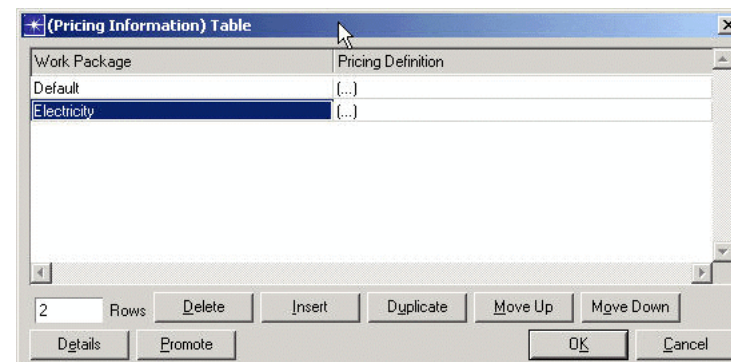 (Pricing Information) Table
Work Package Pricing Definition
Default (...)
Electricity (...)
2 Rows Delete Insert Duplicate Move Up Move Down
Details Promote OK Cancel